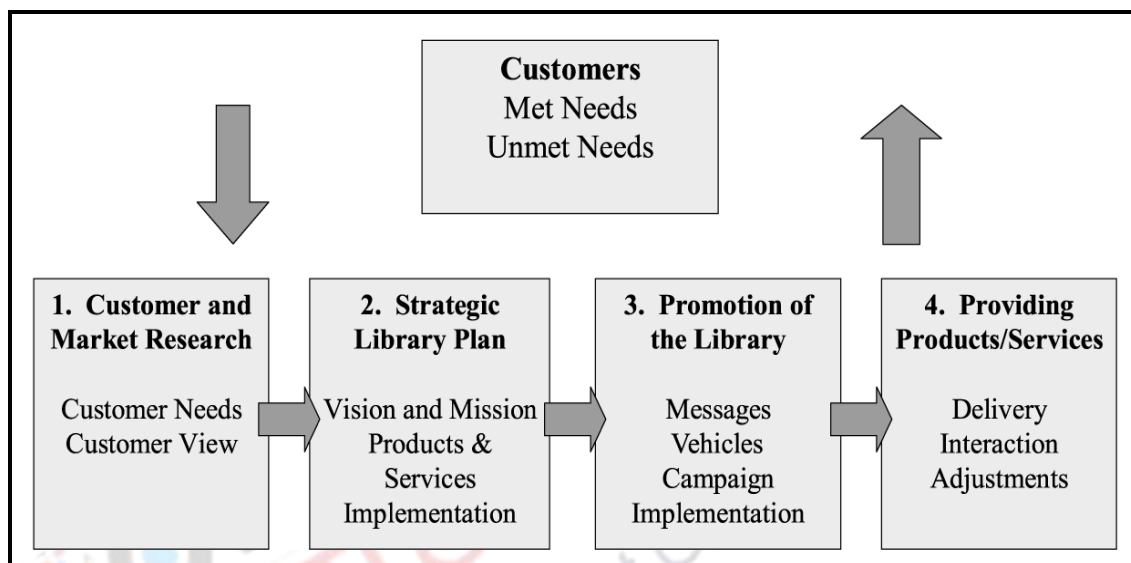 Customers
Met Needs
Unmet Needs
1. Customer and
Market Research
Customer Needs
Customer View
2. Strategic
Library Plan
Vision and Mission
Products &
Services
Implementation
3. Promotion of
the Library
Messages
Vehicles
Campaign
Implementation
4. Providing
Products/Services
Delivery
Interaction
Adjustments